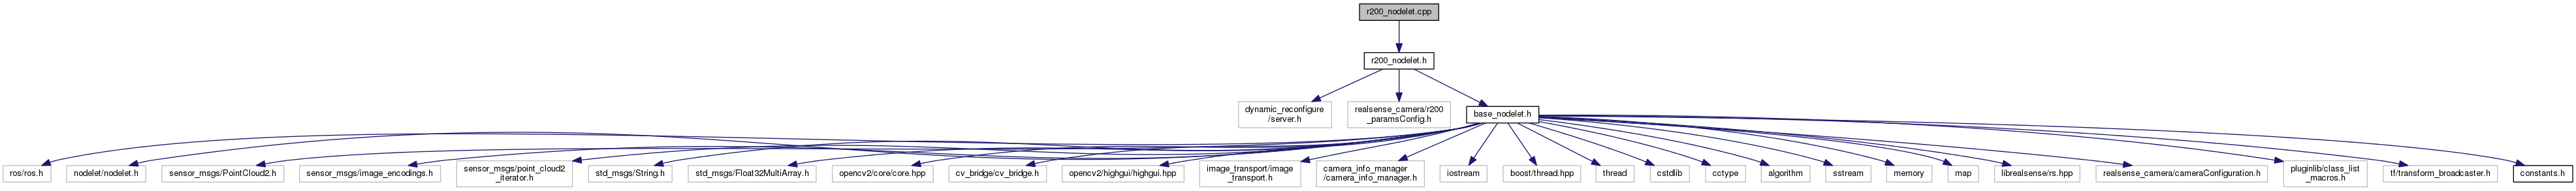 r200_nodelet.cpp
r200_nodelet.h
dynamic_reconfigure
/server.h
realsense_camera/r200
_paramsConfig.h
base_nodelet.h
ros/ros.h
nodelet/nodelet.h
sensor_msgs/PointCloud2.h
sensor_msgs/image_encodings.h
sensor_msgs/point_cloud2
_iterator.h
std_msgs/String.h
std_msgs/Float32MultiArray.h
opencv2/core/core.hpp
cv_bridge/cv_bridge.h
opencv2/highgui/highgui.hpp
image_transport/image
_transport.h
camera_info_manager
/camera_info_manager.h
iostream
boost/thread.hpp
thread
cstdlib
cctype
algorithm
sstream
memory
map
librealsense/rs.hpp
realsense_camera/cameraConfiguration.h
pluginlib/class_list
_macros.h
tf/transform_broadcaster.h
constants.h